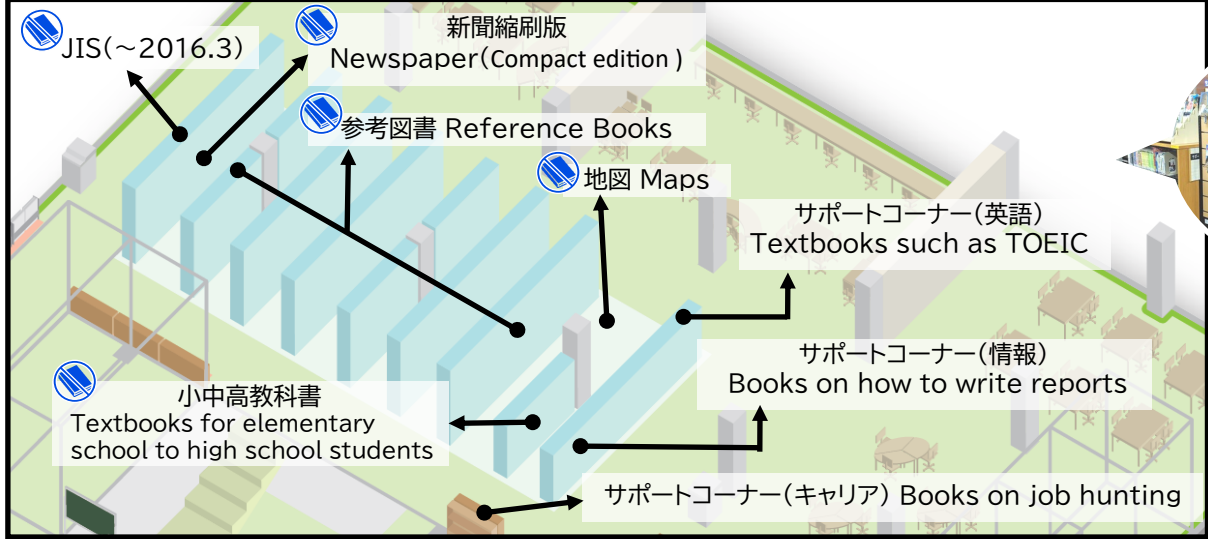 JIS(～2016.3)
新聞縮刷版
Newspaper(Compact edition )
参考図書 Reference Books
地図 Maps
サポートコーナー(英語)
Textbooks such as TOEIC
サポートコーナー(情報)
Books on how to write reports
小中高教科書
Textbooks for elementary
school to high school students
サポートコーナー(キャリア) Books on job hunting